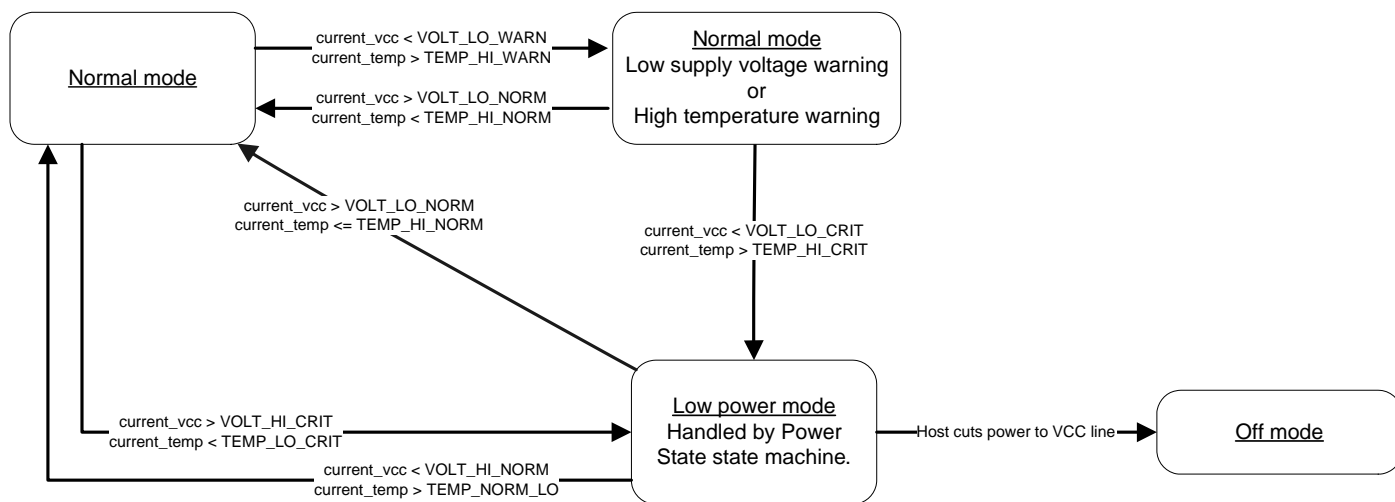 Normal mode
current_vcc < VOLT_LO_WARN
current_temp > TEMP_HI_WARN
current_vcc > VOLT_LO_NORM
current_temp < TEMP_HI_NORM
Normal mode
Low supply voltage warning
or
High temperature warning
current_vcc > VOLT_LO_NORM
current_temp <= TEMP_HI_NORM
current_vcc < VOLT_LO_CRIT
current_temp > TEMP_HI_CRIT
current_vcc > VOLT_HI_CRIT
current_temp < TEMP_LO_CRIT
current_vcc < VOLT_HI_NORM
current_temp > TEMP_NORM_LO
Low power mode
Handled by Power
State state machine.
Host cuts power to VCC line
Off mode